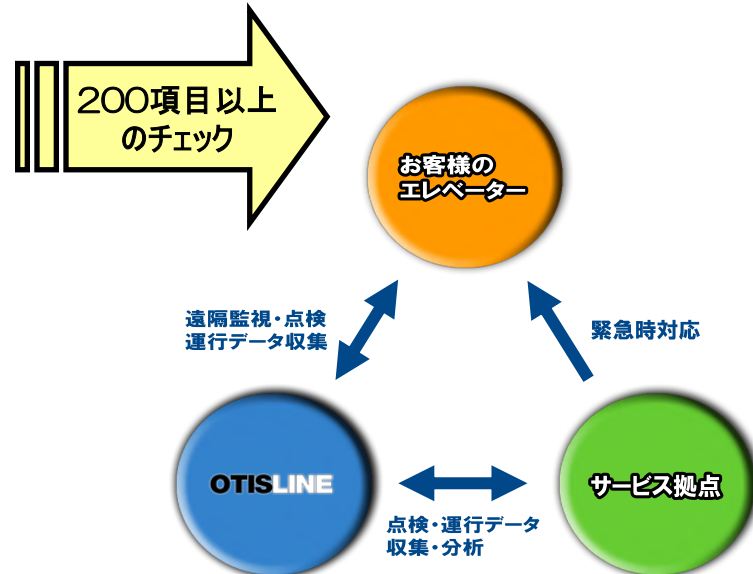 200項目以上
のチェック
お客様の
エレベーター
遠隔監視・点検
運行データ収集
緊急時対応
OTISLINE
サービス拠点
点検・運行データ
収集・分析